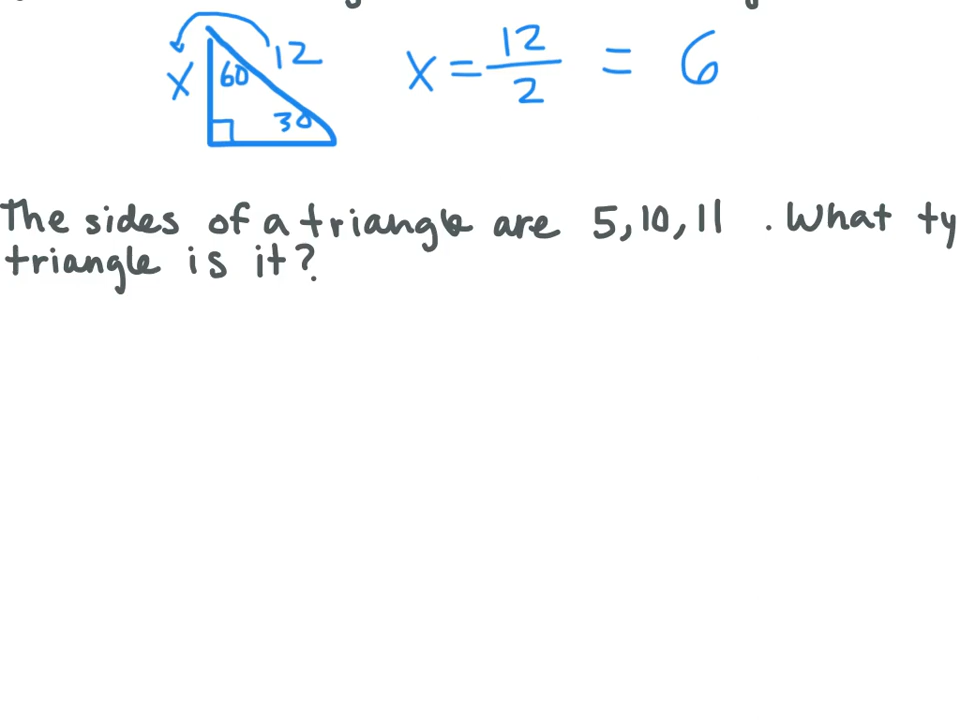 12
x 60 x = 12/2 = 6
30
The sides of a triangle are 5,10,11 . What ty
triangle is it?